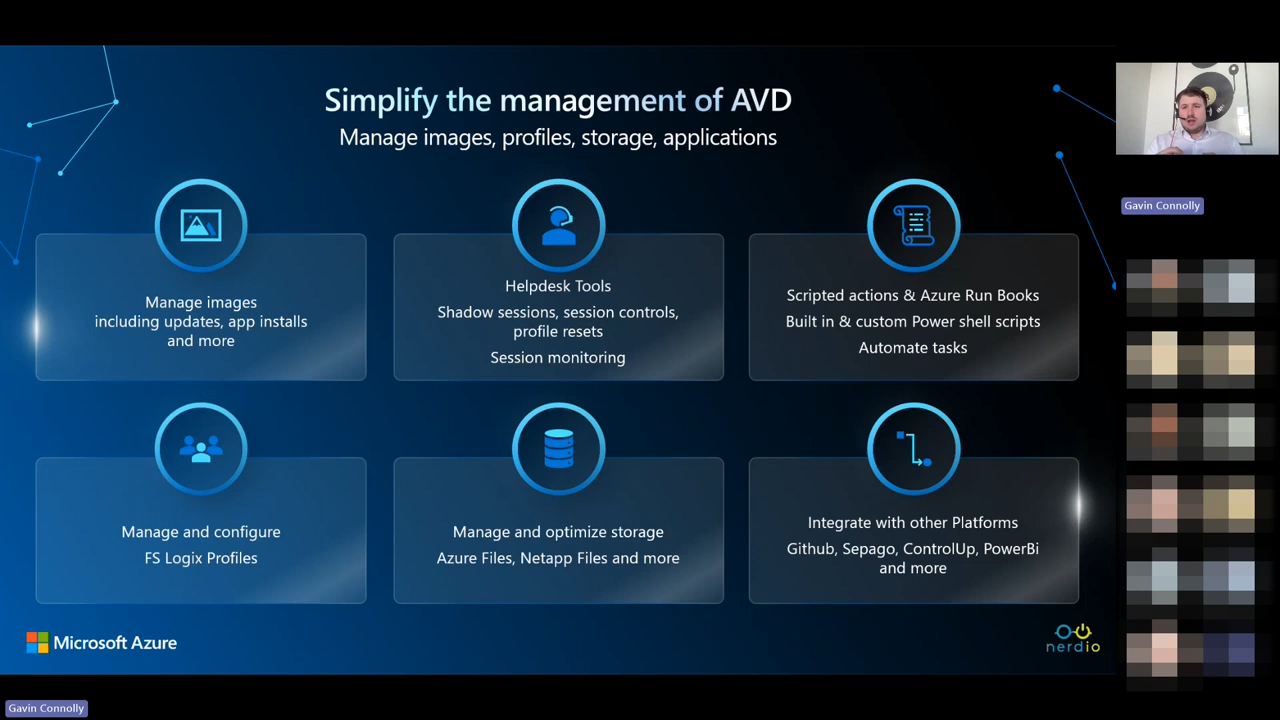 Simplify the management of AVD
Manage images, profiles, storage, applications
Manage images
including updates, app installs
and more
Helpdesk Tools
Shadow sessions, session controls,
profile resets
Session monitoring
Scripted actions & Azure Run Books
Built in & custom Power shell scripts
Automate tasks
Manage and configure
FS Logix Profiles
Manage and optimize storage
Azure Files, Netapp Files and more
Integrate with other Platforms
Github, Sepago, ControlUp, PowerBi
and more
Microsoft Azure
nerdio
Gavin Connolly
Gavin Connolly